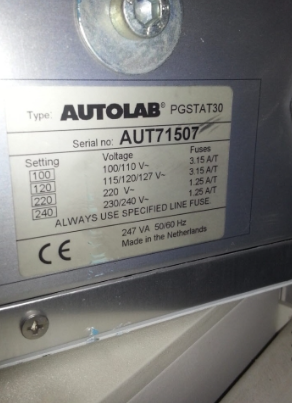 Type: AUTOLAB® PGSTAT30
Serial no: AUT71507
Setting Voltage Fuses
100 100/110 V~ 3.15 A/T
120 115/120/127 V~ 3.15 A/T
220 220 V~ 1.25 A/T
240 230/240 V~ 1.25 A/T
ALWAYS USE SPECIFIED LINE FUSE
CE 247 VA 50/60 Hz
Made in the Netherlands